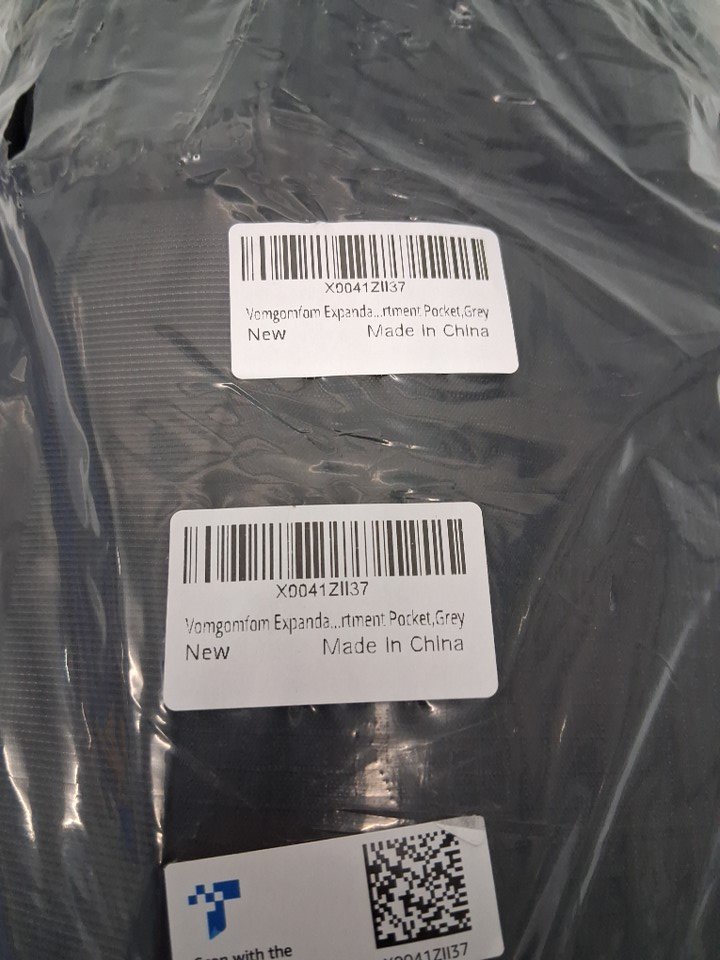 X0041ZII37
Vomgomfom Expanda...rtment Pocket,Grey
New Made In China
X0041ZII37
Vomgomfom Expanda...rtment Pocket,Grey
New Made In China
Scan with the
X0041ZII37